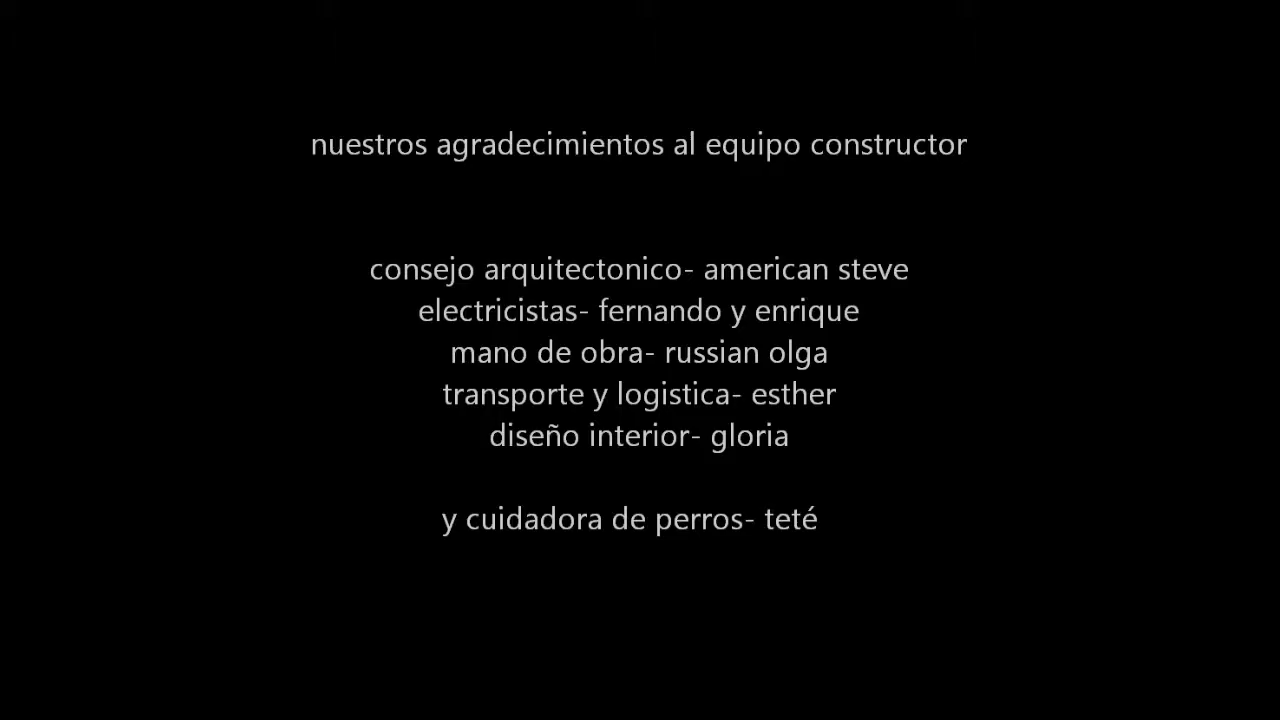 nuestros agradecimientos al equipo constructor
consejo arquitectonico- american steve
electricistas- fernando y enrique
mano de obra- russian olga
transporte y logistica- esther
diseño interior- gloria
y cuidadora de perros- teté